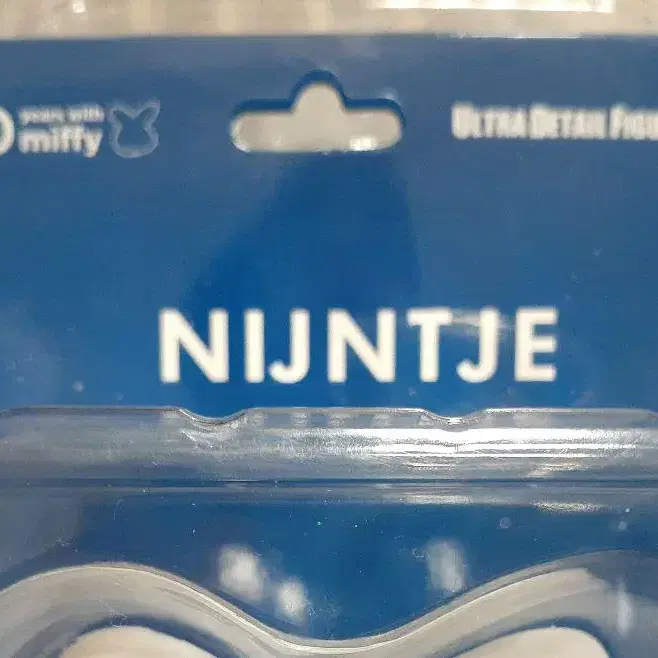 years with
miffy
ULTRA DETAIL FIGU
NIJNTJE